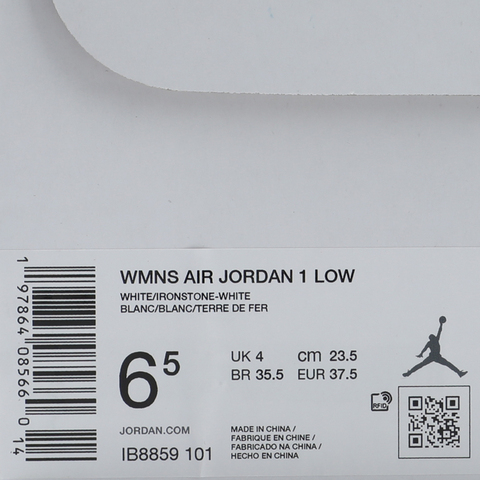 WMNS AIR JORDAN 1 LOW
WHITE/IRONSTONE-WHITE
BLANC/BLANC/TERRE DE FER
6⁵
UK 4 cm 23.5
BR 35.5 EUR 37.5
RFID
JORDAN.COM
IB8859 101
MADE IN CHINA /
FABRIQUE EN CHINE /
FABRICADO NA CHINA /
HECHO EN CHINA
1 97864 08566 0 14